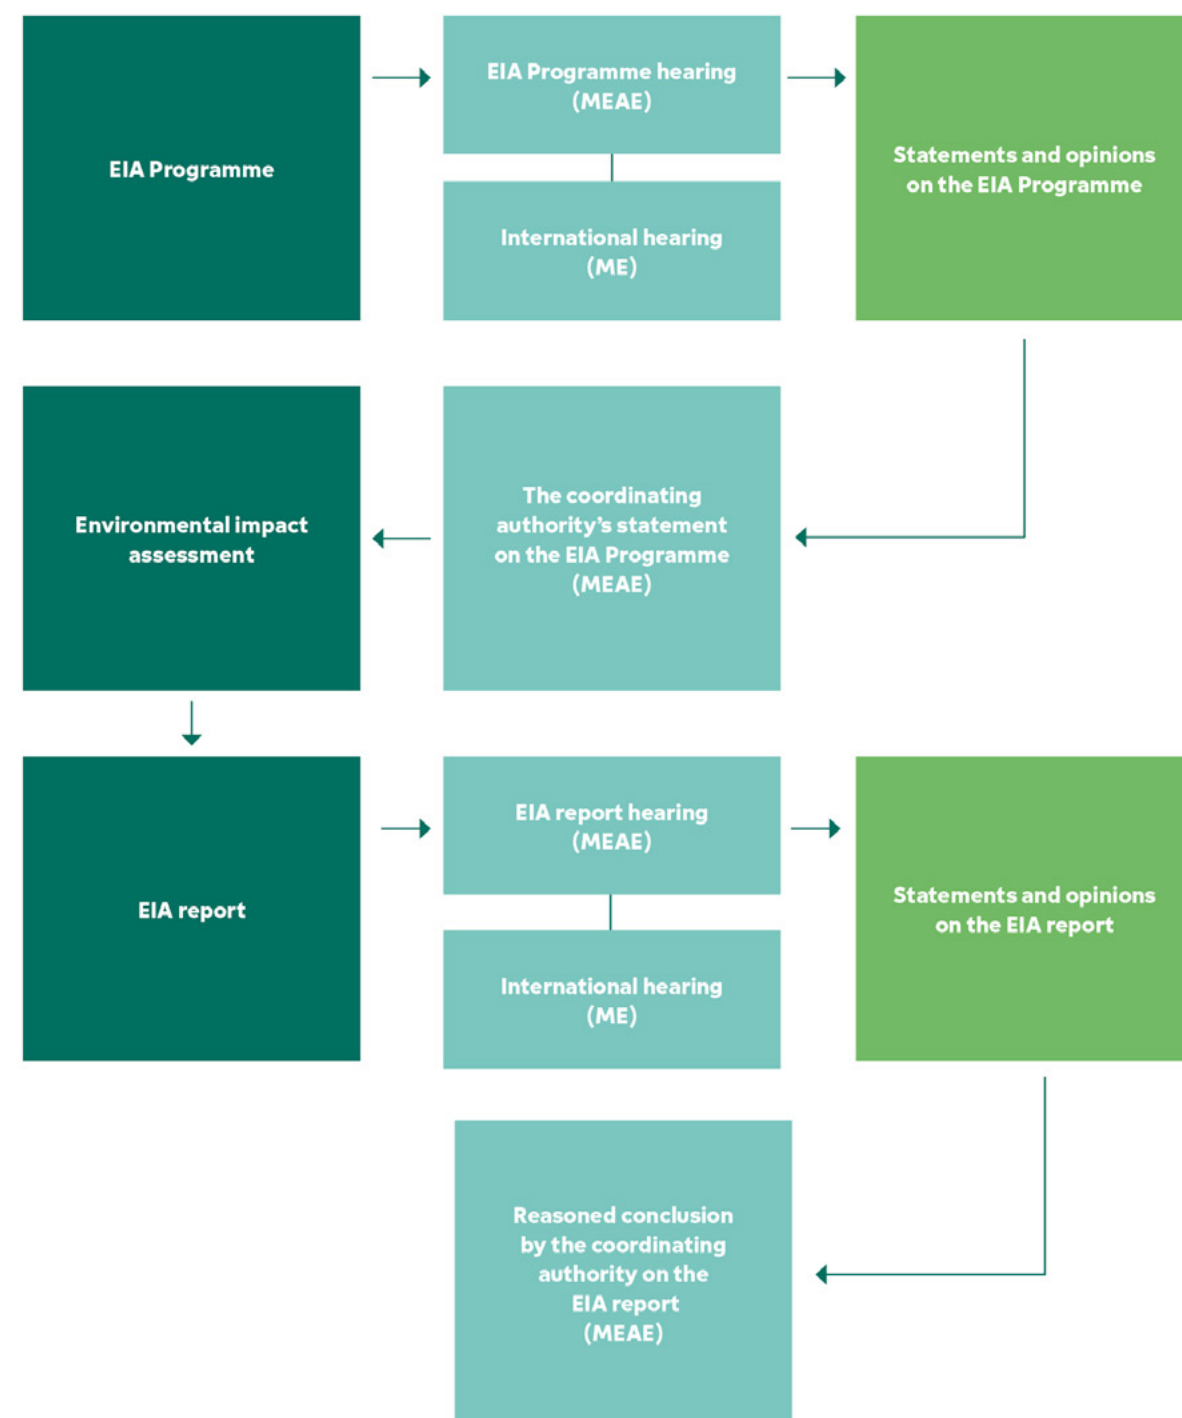 EIA Programme
EIA Programme hearing
(MEAE)
International hearing
(ME)
Statements and opinions
on the EIA Programme
Environmental impact
assessment
The coordinating
authority’s statement
on the EIA Programme
(MEAE)
EIA report
EIA report hearing
(MEAE)
International hearing
(ME)
Statements and opinions
on the EIA report
Reasoned conclusion
by the coordinating
authority on the
EIA report
(MEAE)